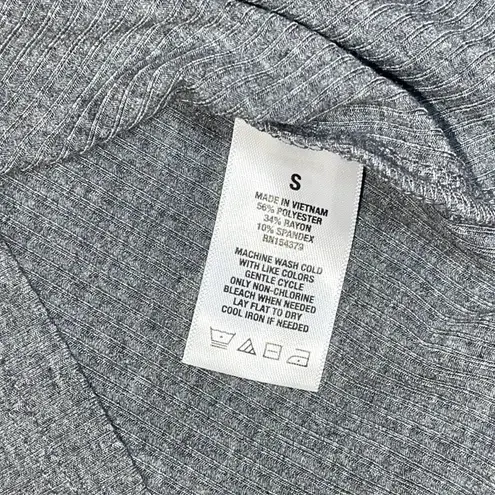 S
MADE IN VIETNAM
56% POLYESTER
34% RAYON
10% SPANDEX
RN154379
MACHINE WASH COLD
WITH LIKE COLORS
GENTLE CYCLE
ONLY NON-CHLORINE
BLEACH WHEN NEEDED
LAY FLAT TO DRY
COOL IRON IF NEEDED